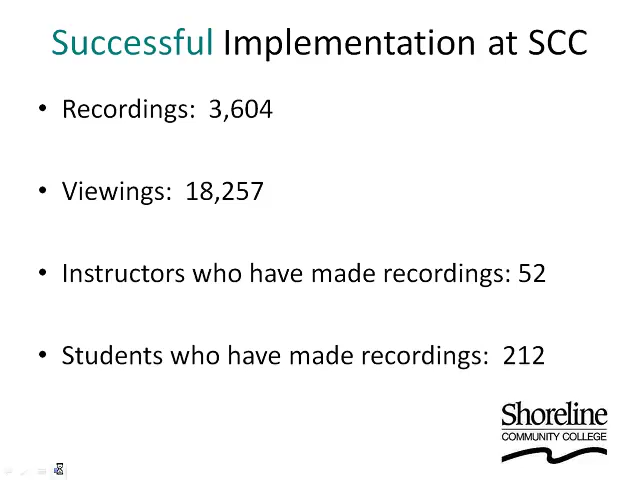 Successful Implementation at SCC
• Recordings: 3,604
• Viewings: 18,257
• Instructors who have made recordings: 52
• Students who have made recordings: 212
Shoreline
COMMUNITY COLLEGE